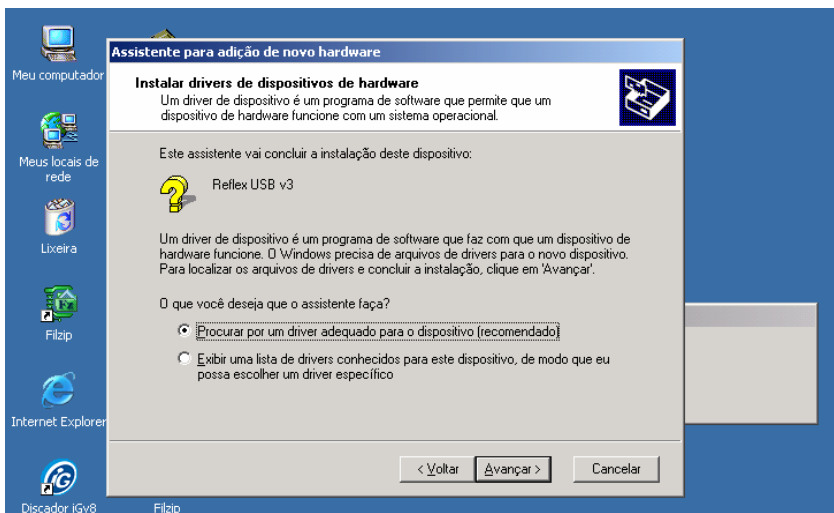 Meu computador
Meus locais de
rede
Lixeira
Filzip
Internet Explorer
Discador iGv8
Filzip
Assistente para adição de novo hardware
Instalar drivers de dispositivos de hardware
Um driver de dispositivo é um programa de software que permite que um
dispositivo de hardware funcione com um sistema operacional.
Este assistente vai concluir a instalação deste dispositivo:
Reflex USB v3
Um driver de dispositivo é um programa de software que faz com que um dispositivo de
hardware funcione. O Windows precisa de arquivos de drivers para o novo dispositivo.
Para localizar os arquivos de drivers e concluir a instalação, clique em 'Avançar'.
O que você deseja que o assistente faça?
Procurar por um driver adequado para o dispositivo (recomendado)
Exibir uma lista de drivers conhecidos para este dispositivo, de modo que eu
possa escolher um driver específico
< Voltar
Avançar >
Cancelar